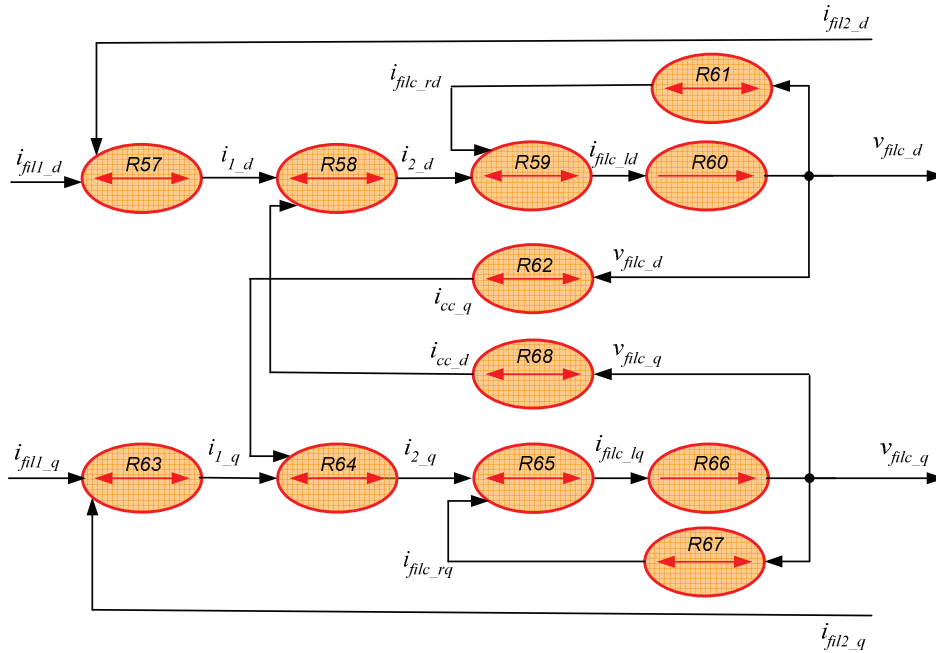 i_fil2_d
i_filc_rd
R61
i_fil1_d
R57
i_1_d
R58
i_2_d
R59
i_filc_ld
R60
v_filc_d
R62
v_filc_d
i_cc_q
i_cc_d
R68
v_filc_q
i_fil1_q
R63
i_1_q
R64
i_2_q
R65
i_filc_lq
R66
v_filc_q
i_filc_rq
R67
i_fil2_q